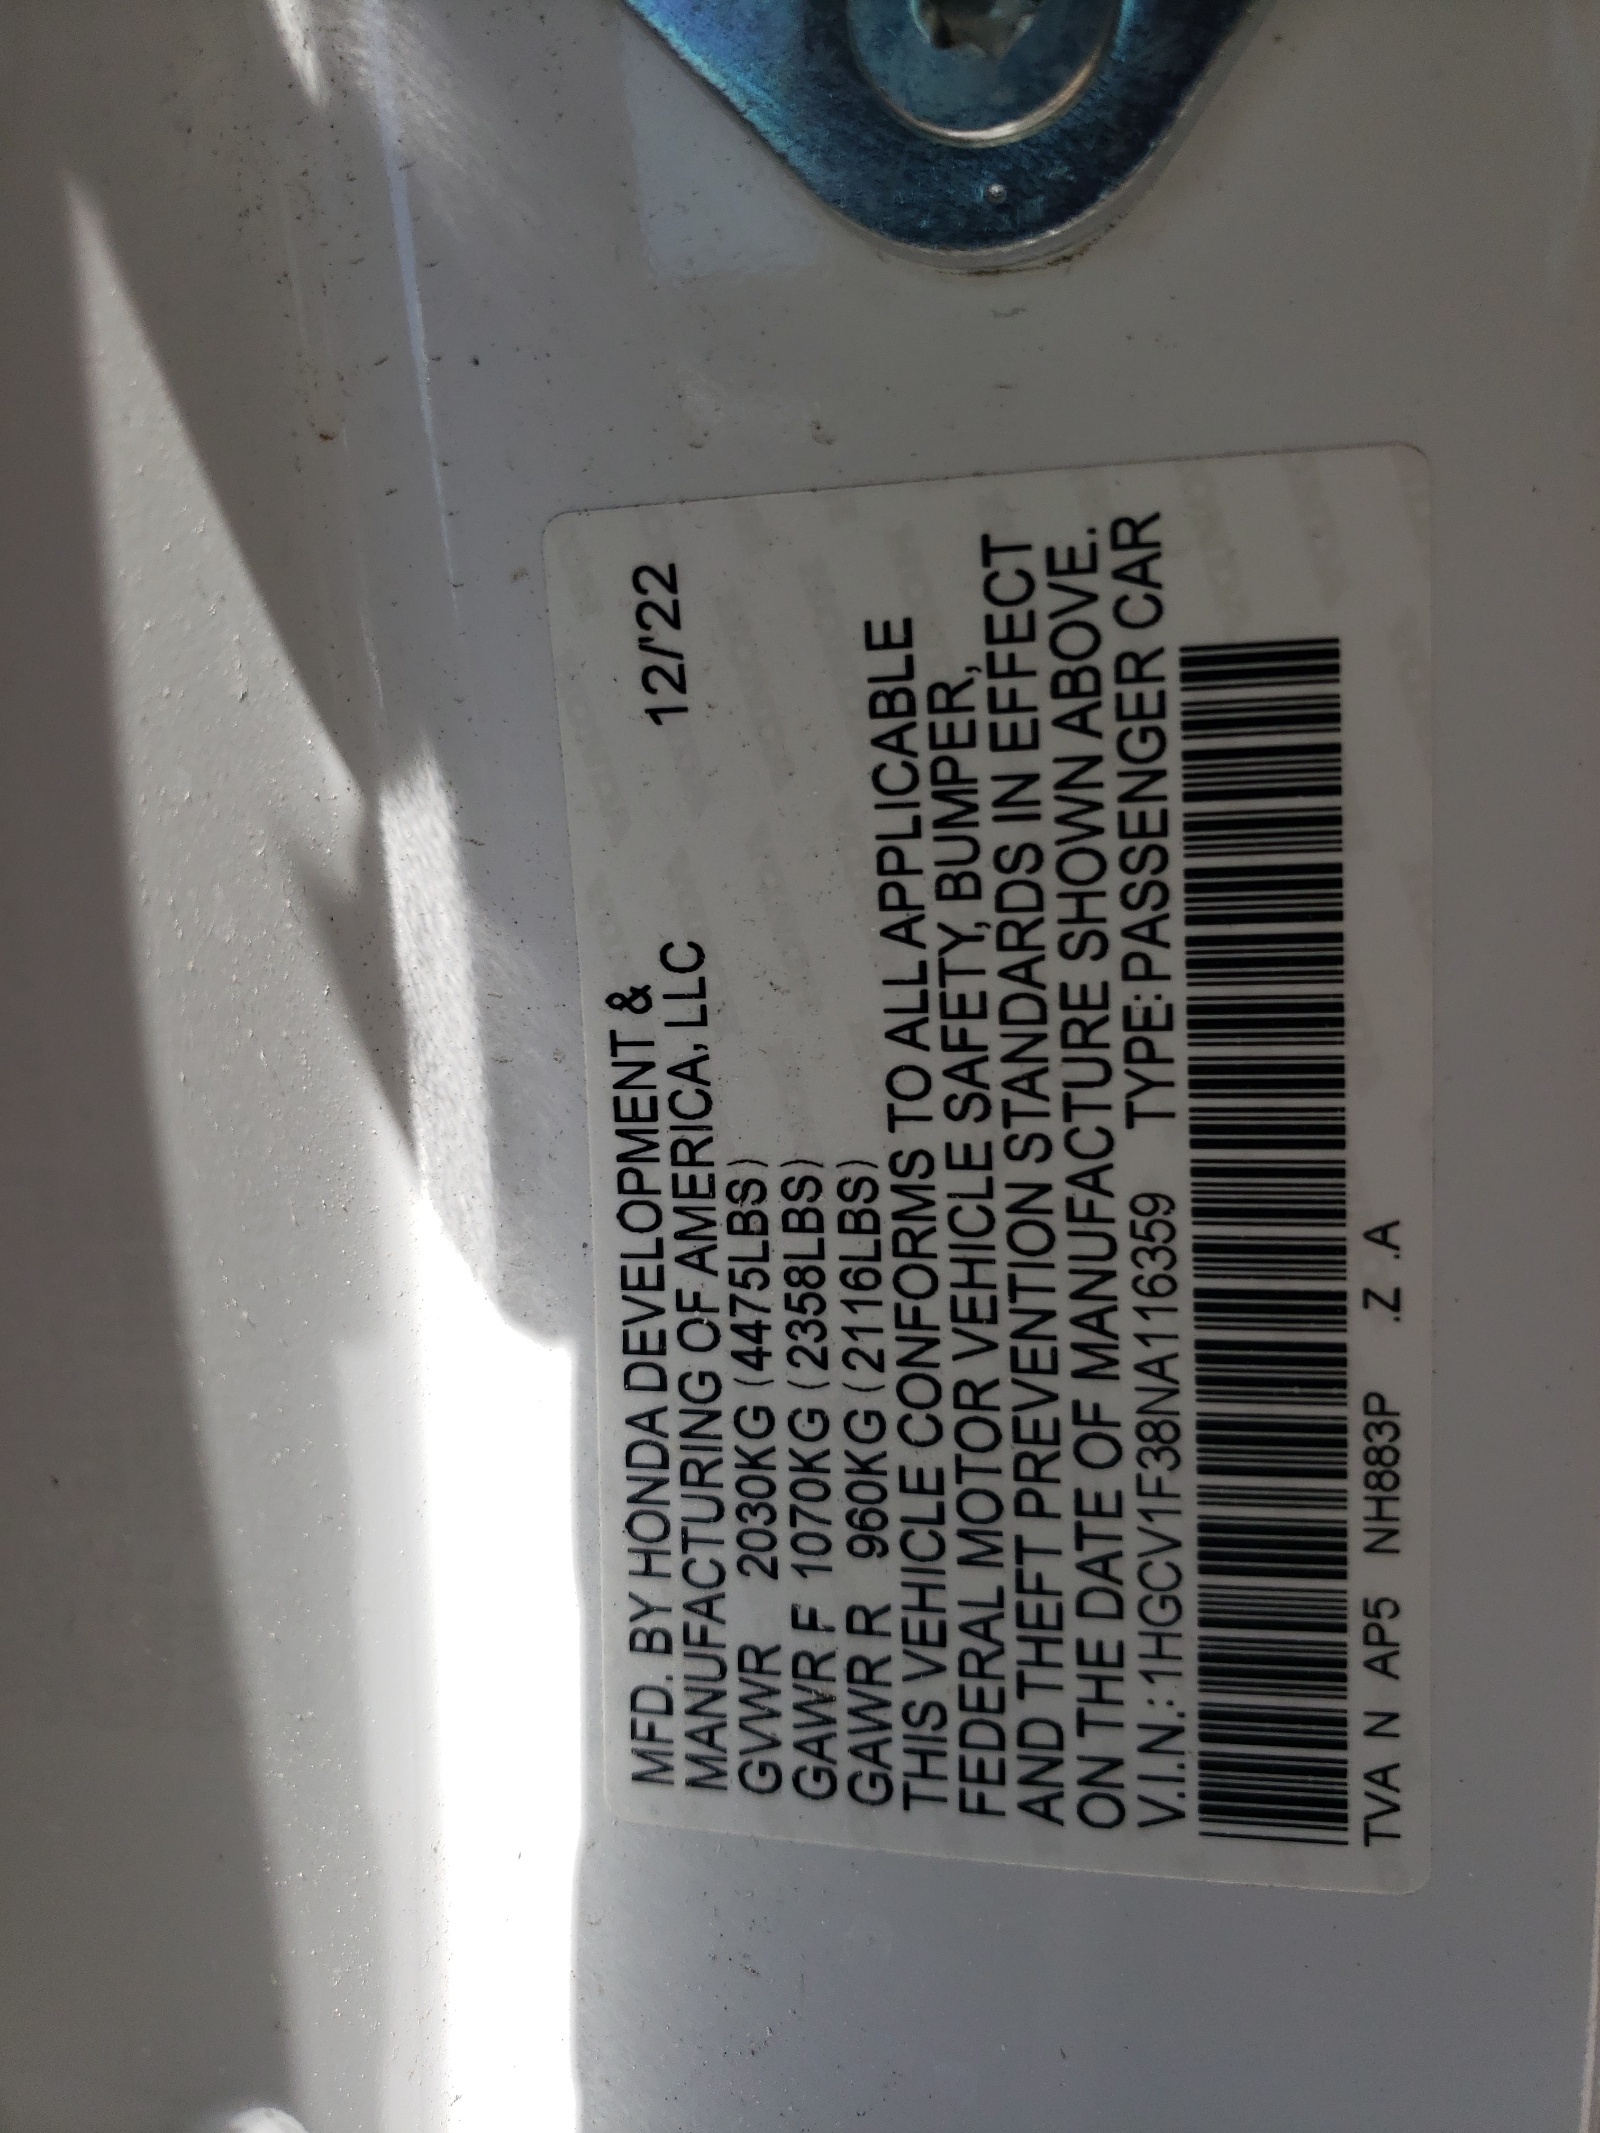 MFD. BY HONDA DEVELOPMENT &
MANUFACTURING OF AMERICA, LLC 12/'22
GVWR 2030KG (4475LBS)
GAWR F 1070KG (2358LBS)
GAWR R 960KG (2116LBS)
THIS VEHICLE CONFORMS TO ALL APPLICABLE
FEDERAL MOTOR VEHICLE SAFETY, BUMPER,
AND THEFT PREVENTION STANDARDS IN EFFECT
ON THE DATE OF MANUFACTURE SHOWN ABOVE.
V.I.N.: 1HGCV1F38NA116359 TYPE: PASSENGER CAR
TVA N AP5 NH883P .Z .A